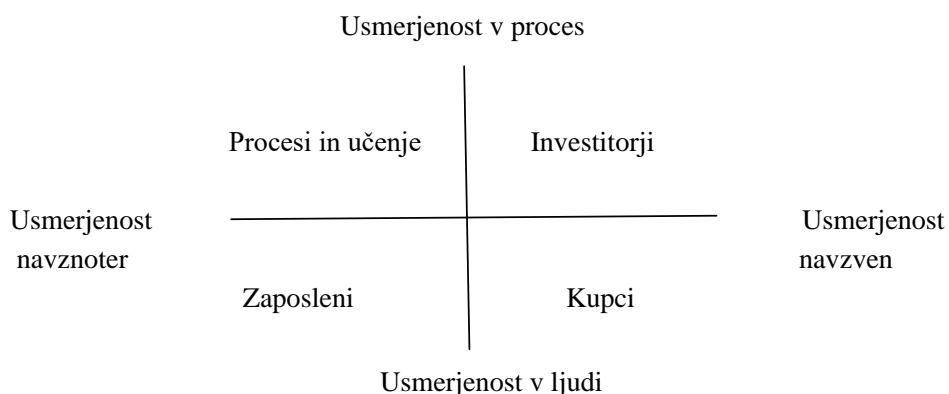 Usmerjenost v proces
Procesi in učenje
Investitorji
Usmerjenost
navznoter
Usmerjenost
navzven
Zaposleni
Kupci
Usmerjenost v ljudi